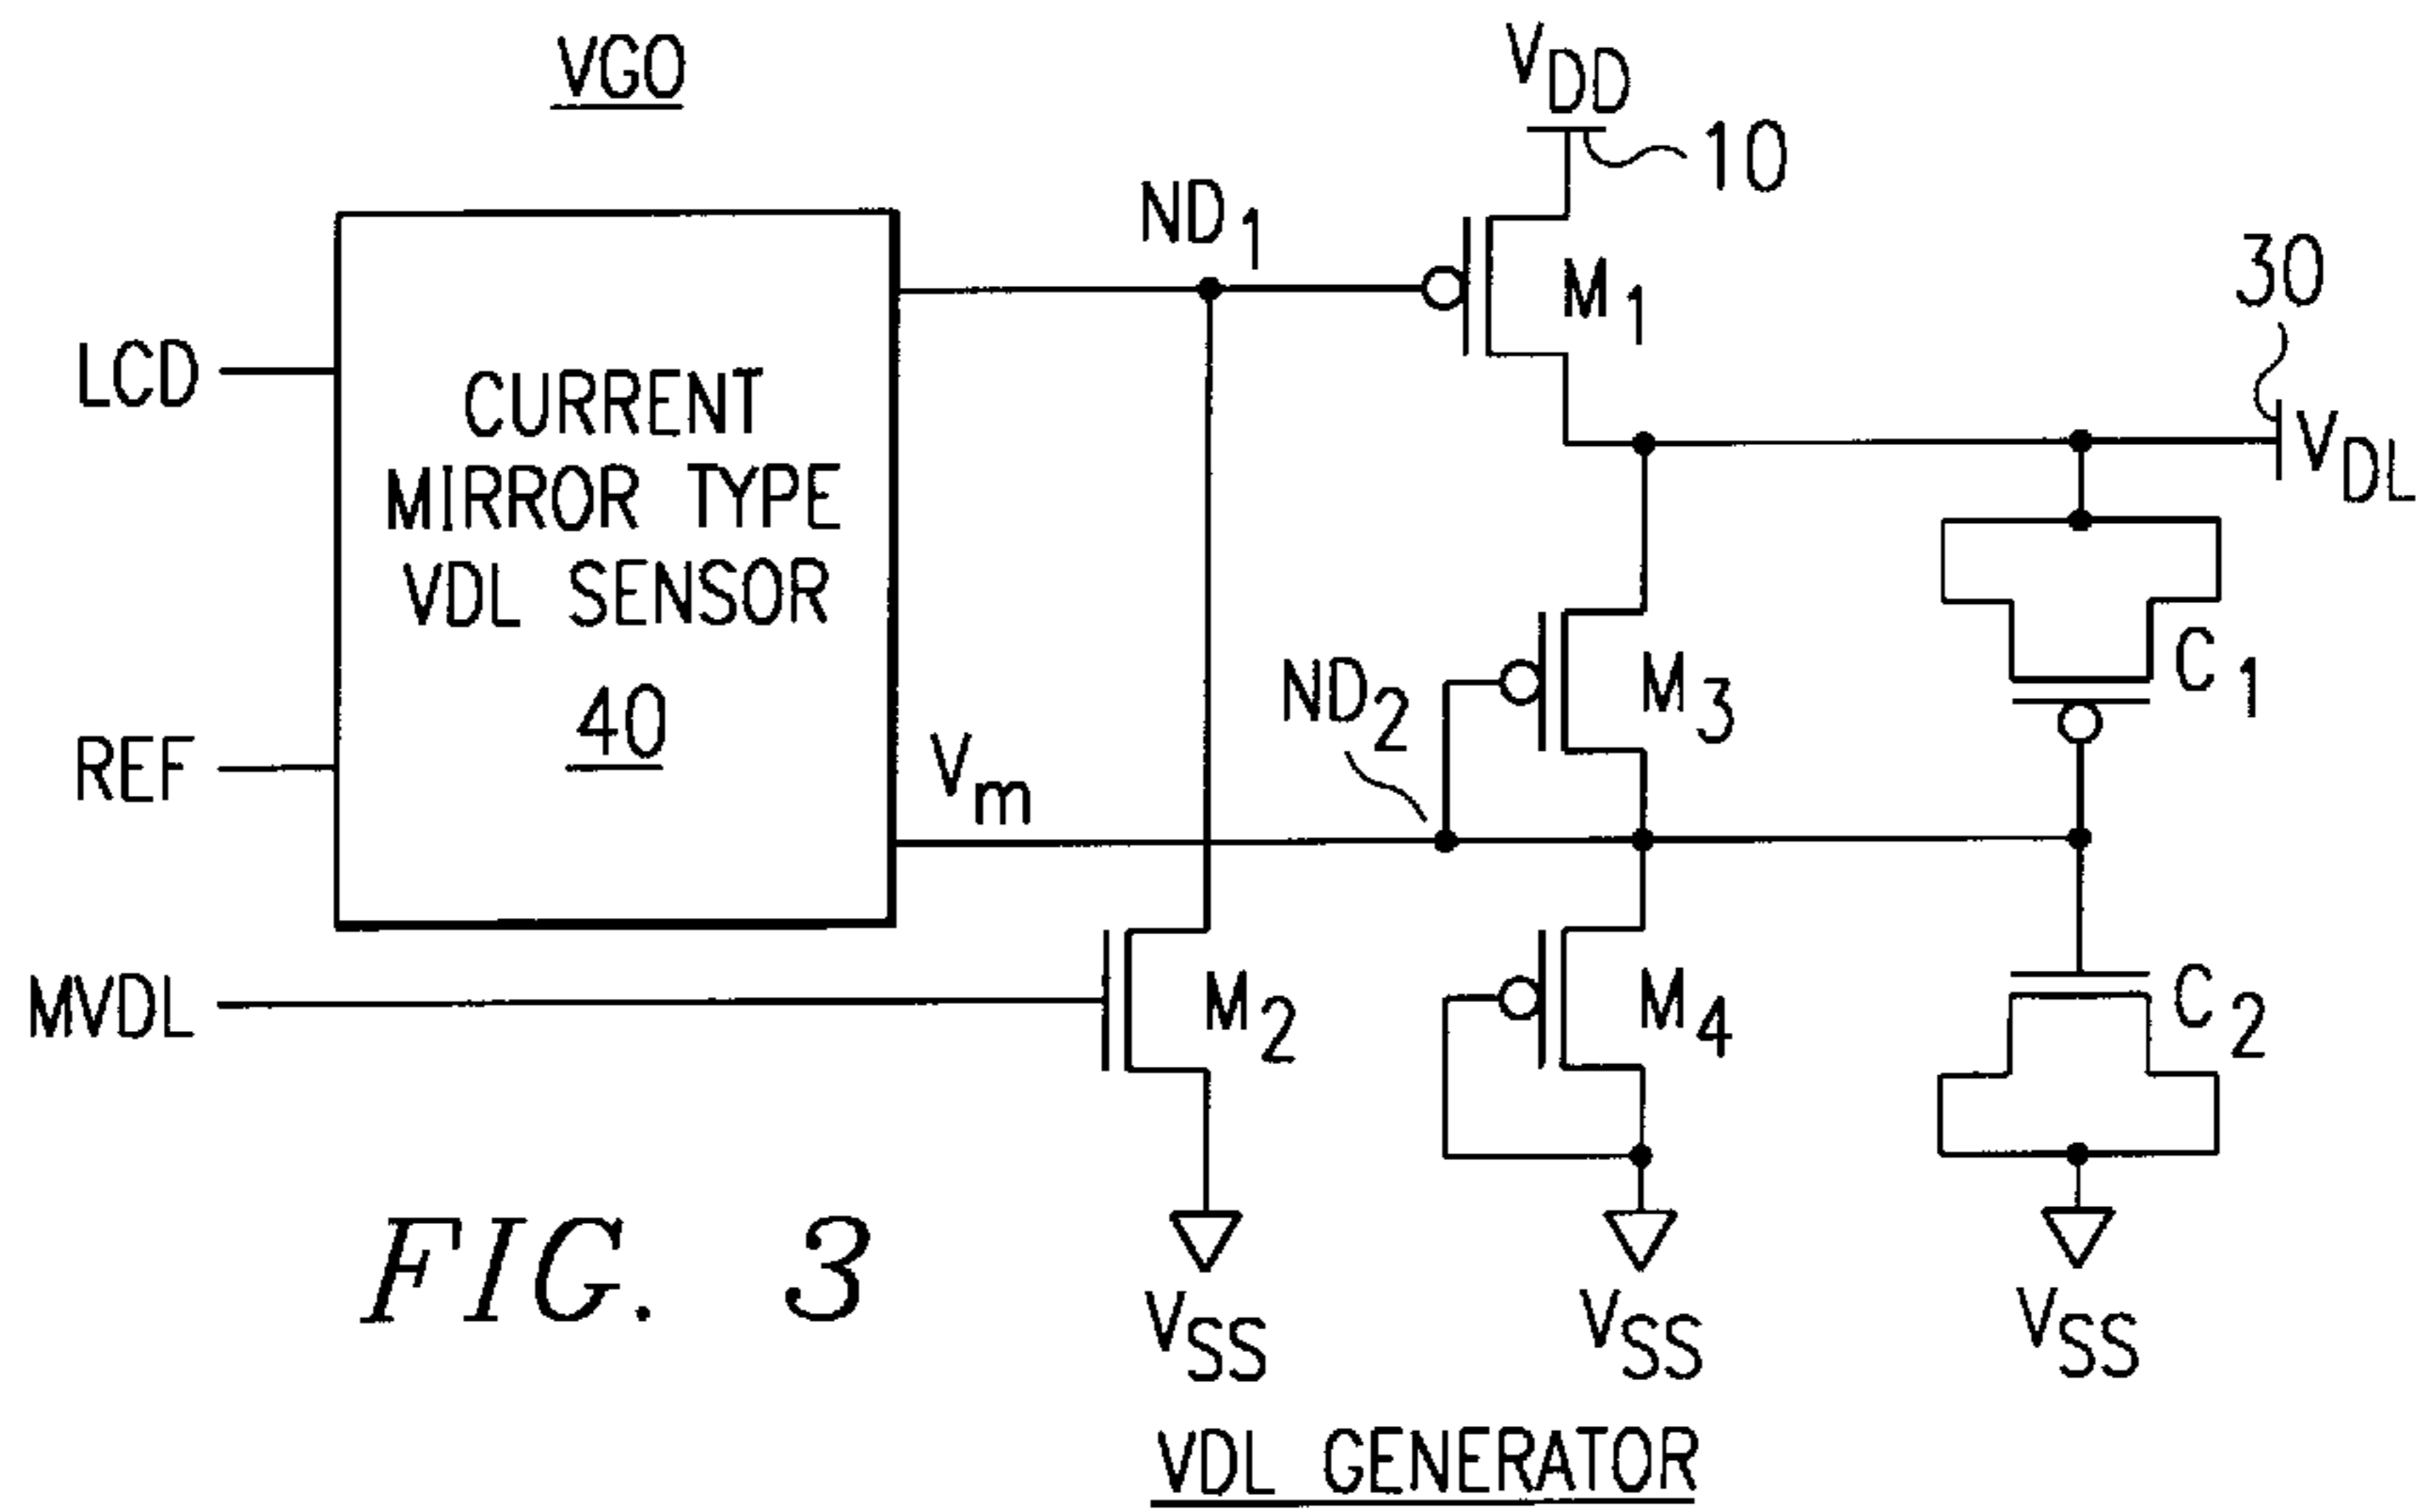 VGO
VDD
10
ND1
M1
30
VDL
LCD
CURRENT
MIRROR TYPE
VDL SENSOR
40
REF
Vm
ND2
M3
C1
MVDL
M2
M4
C2
VSS
VSS
VSS
FIG. 3
VDL GENERATOR